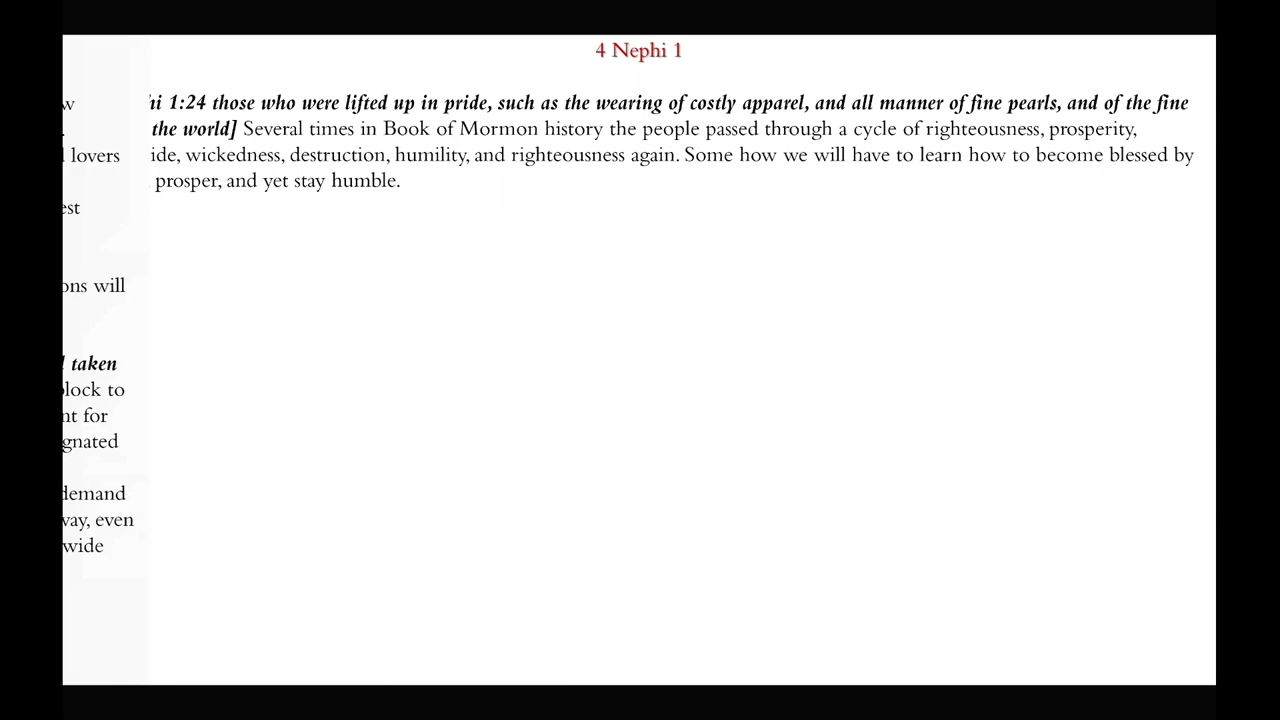 4 Nephi 1
hi 1:24 those who were lifted up in pride, such as the wearing of costly apparel, and all manner of fine pearls, and of the fine
the world] Several times in Book of Mormon history the people passed through a cycle of righteousness, prosperity,
ide, wickedness, destruction, humility, and righteousness again. Some how we will have to learn how to become blessed by
prosper, and yet stay humble.
w
lovers
est
ons will
taken
block to
nt for
gnated
demand
way, even
wide